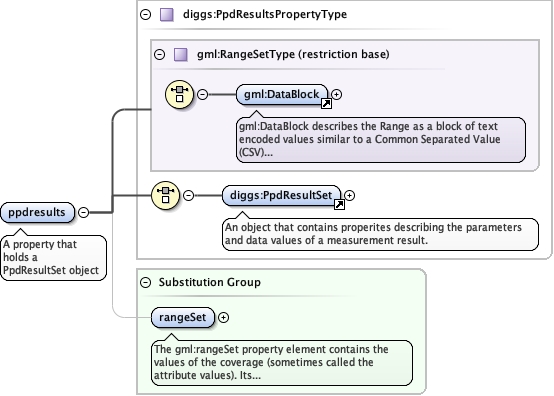 diggs:PpdResultsPropertyType
gml:RangeSetType (restriction base)
gml:DataBlock
gml:DataBlock describes the Range as a block of text
encoded values similar to a Common Separated Value
(CSV)...
ppdresults
A property that
holds a
PpdResultSet object
diggs:PpdResultSet
An object that contains properites describing the parameters
and data values of a measurement result.
Substitution Group
rangeSet
The gml:rangeSet property element contains the
values of the coverage (sometimes called the
attribute values). Its...